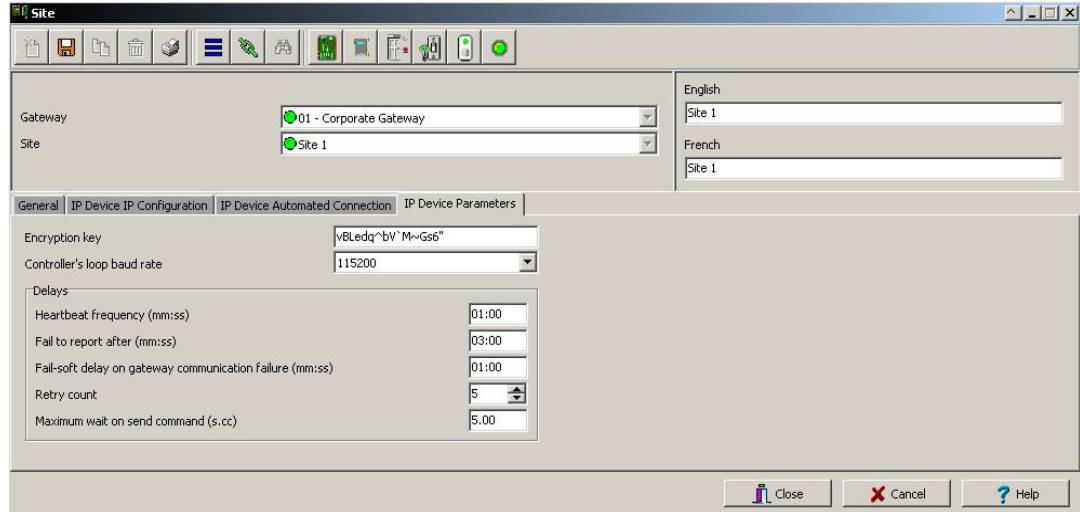 Site
English
Gateway
01 - Corporate Gateway
Site 1
Site
Site 1
French
Site 1
General
IP Device IP Configuration
IP Device Automated Connection
IP Device Parameters
Encryption key
vBLedq^bV`M~Gs6"
Controller's loop baud rate
115200
Delays
Heartbeat frequency (mm:ss)
01:00
Fail to report after (mm:ss)
03:00
Fail-soft delay on gateway communication failure (mm:ss)
01:00
Retry count
5
Maximum wait on send command (s.cc)
5.00
Close
Cancel
Help